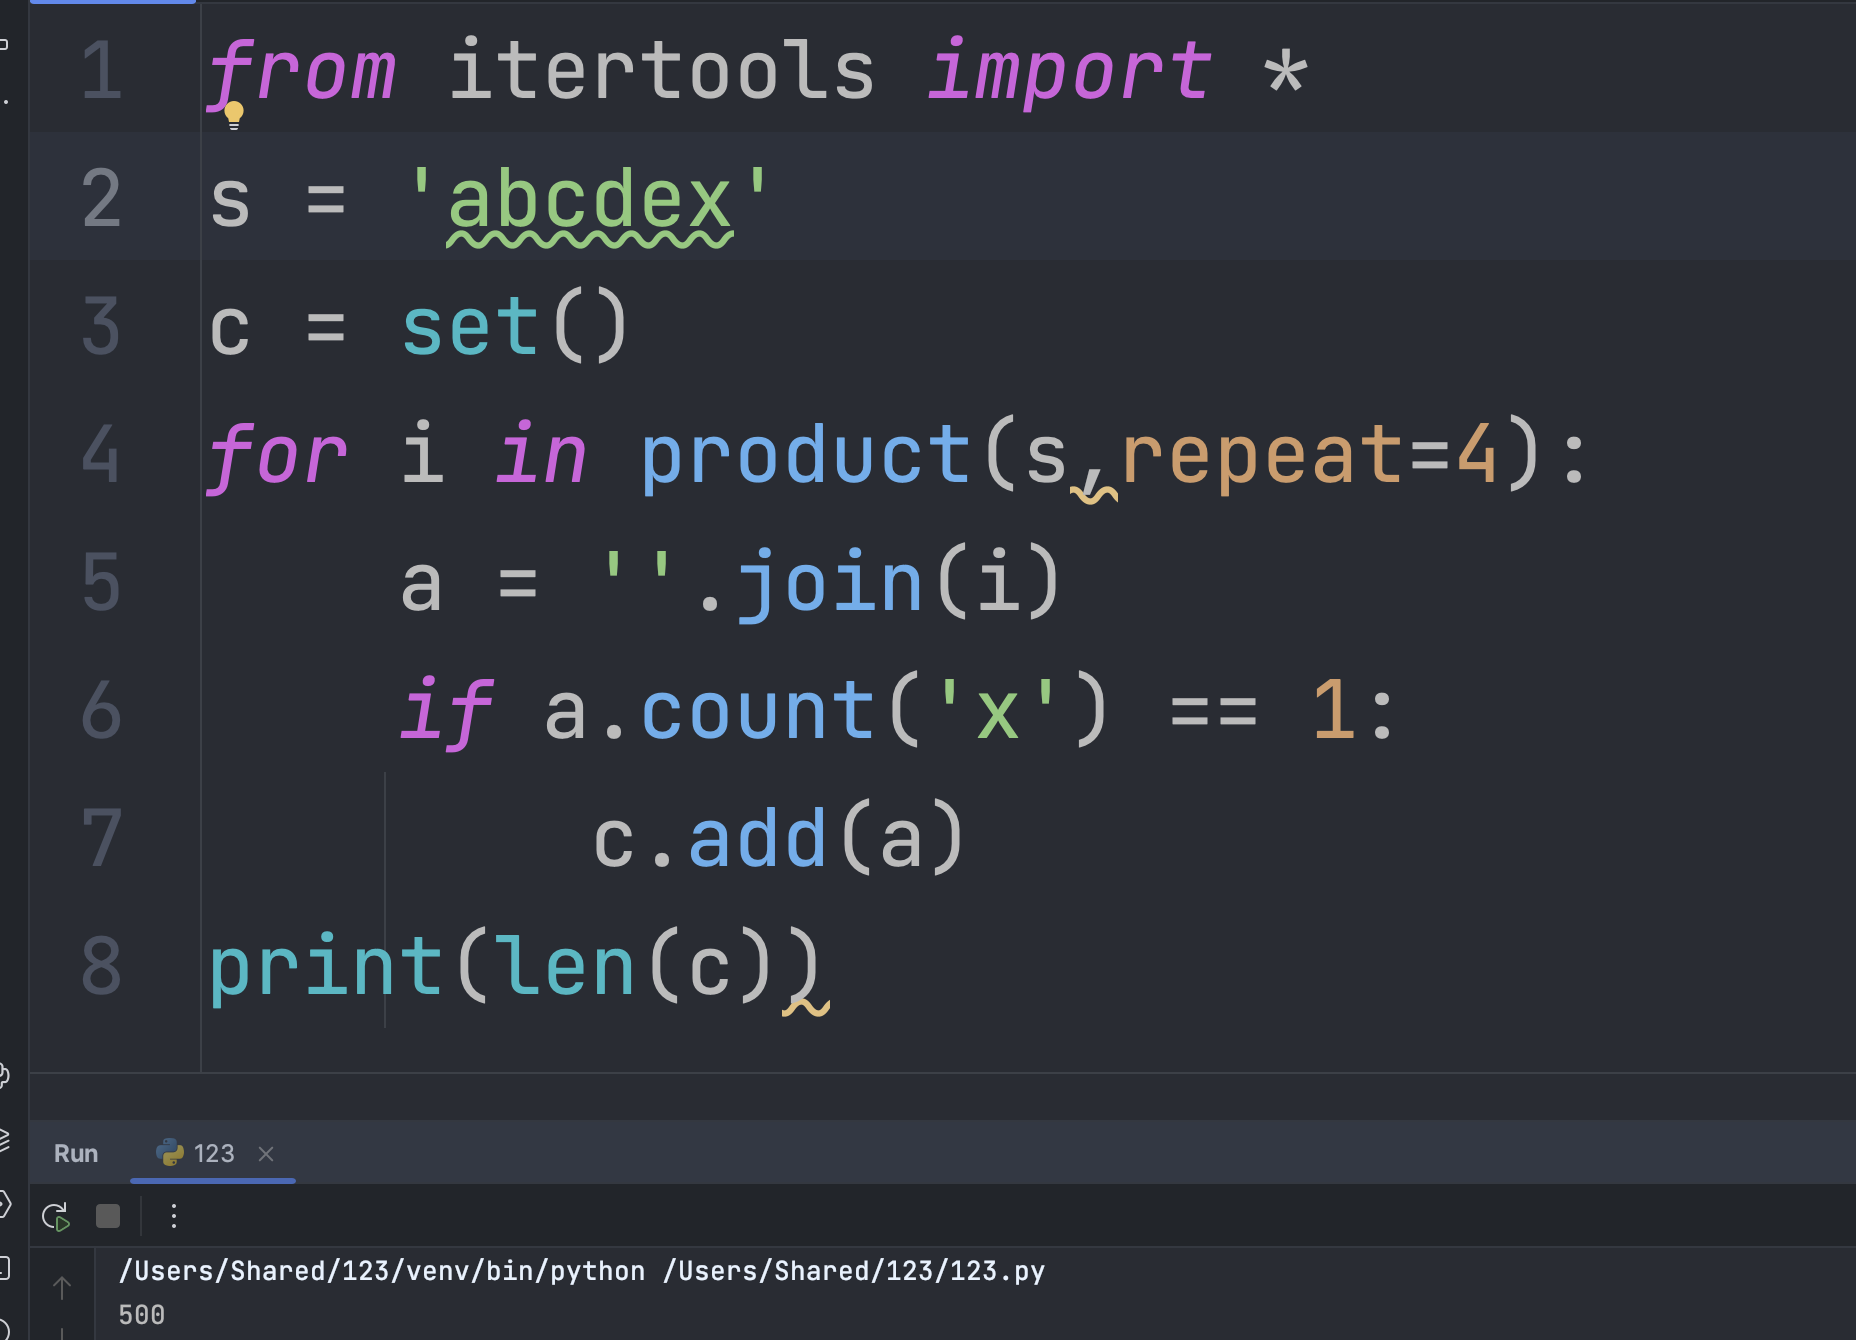 1 from itertools import *
2 s = 'abcdex'
3 c = set()
4 for i in product(s,repeat=4):
5     a = ''.join(i)
6     if a.count('x') == 1:
7         c.add(a)
8 print(len(c))
Run 123
/Users/Shared/123/venv/bin/python /Users/Shared/123/123.py
500